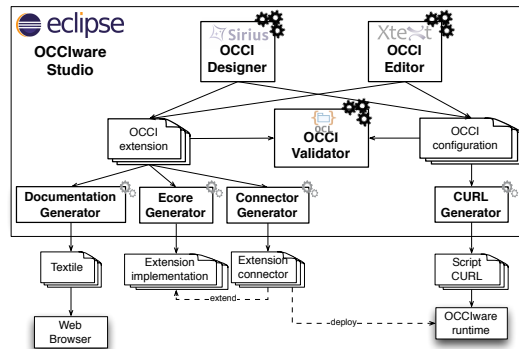 eclipse
OCCIware
Studio
Sirius
OCCI
Designer
Xtext
OCCI
Editor
OCCI
extension
OCL
OCCI
Validator
OCCI
configuration
Documentation
Generator
Ecore
Generator
Connector
Generator
CURL
Generator
Textile
Extension
implementation
Extension
connector
Script
CURL
extend
deploy
Web
Browser
OCCIware
runtime